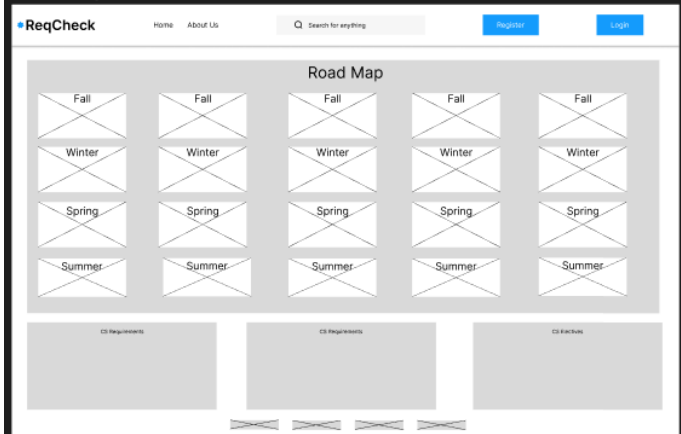 ReqCheck Home About Us Search for anything Register Login
Road Map
Fall Fall Fall Fall Fall
Winter Winter Winter Winter Winter
Spring Spring Spring Spring Spring
Summer Summer Summer Summer Summer
CS Requirements CS Requirements CS Electives